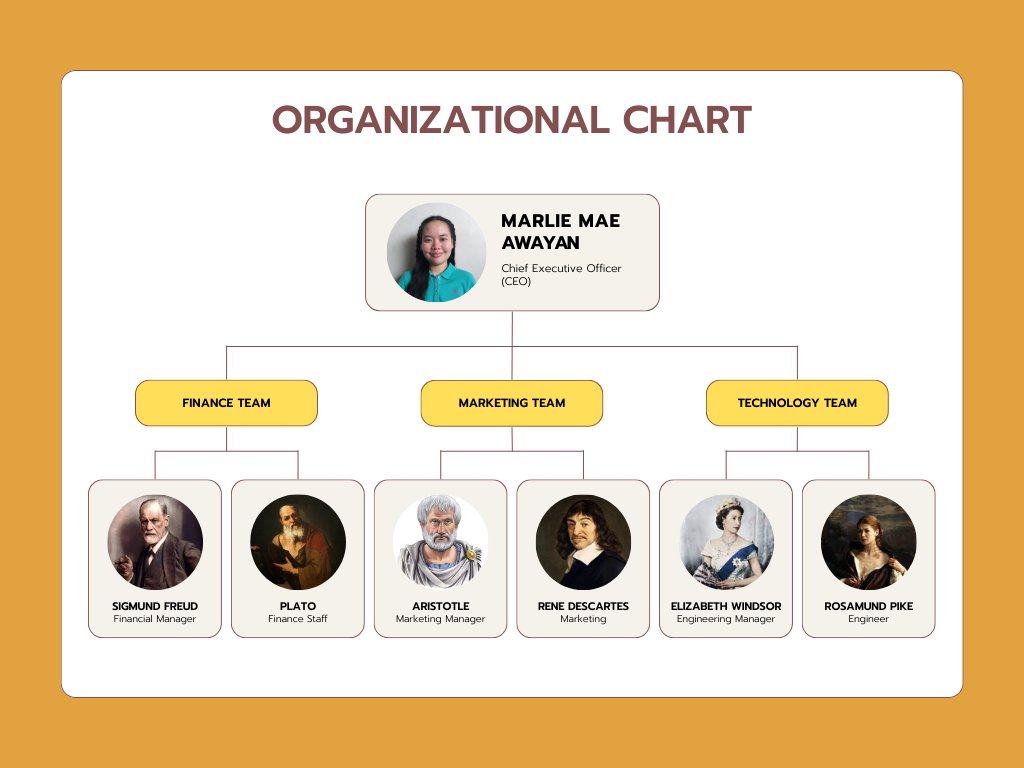 ORGANIZATIONAL CHART
MARLIE MAE
AWAYAN
Chief Executive Officer
(CEO)
FINANCE TEAM
MARKETING TEAM
TECHNOLOGY TEAM
SIGMUND FREUD
Financial Manager
PLATO
Finance Staff
ARISTOTLE
Marketing Manager
RENE DESCARTES
Marketing
ELIZABETH WINDSOR
Engineering Manager
ROSAMUND PIKE
Engineer